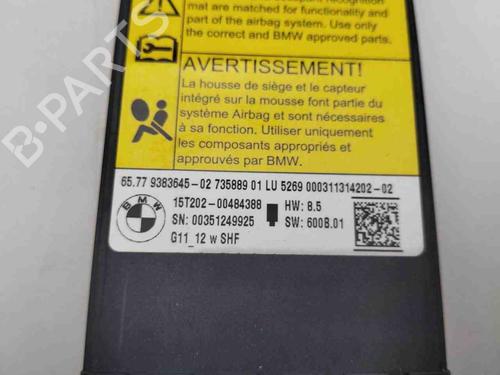 mat are matched for functionality and
part of the airbag system. Use only
the correct and BMW approved parts.
AVERTISSEMENT!
La housse de siège et le capteur
intégré sur la mousse font partie du
système Airbag et sont nécessaires
à sa fonction. Utiliser uniquement
les composants appropriés et
approuvés par BMW.
65.77 9383645-02 735889 01 LU 5269 000311314202-02
BMW
15T202-00484388
HW: 8.5
SN: 00351249925
SW: 600B.01
G11_12 w SHF
B-PARTS